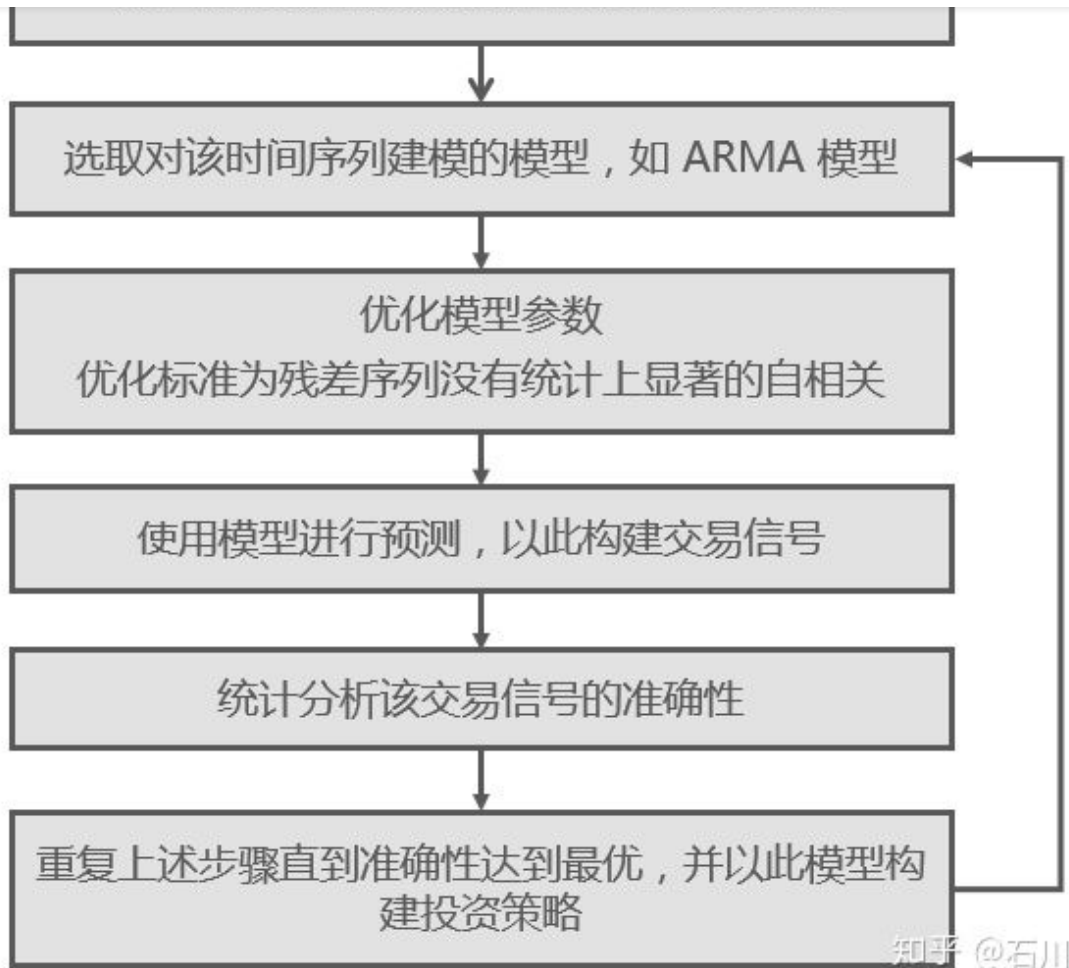 选取对该时间序列建模的模型，如 ARMA 模型
优化模型参数
优化标准为残差序列没有统计上显著的自相关
使用模型进行预测，以此构建交易信号
统计分析该交易信号的准确性
重复上述步骤直到准确性达到最优，并以此模型构
建投资策略
知乎 @石川